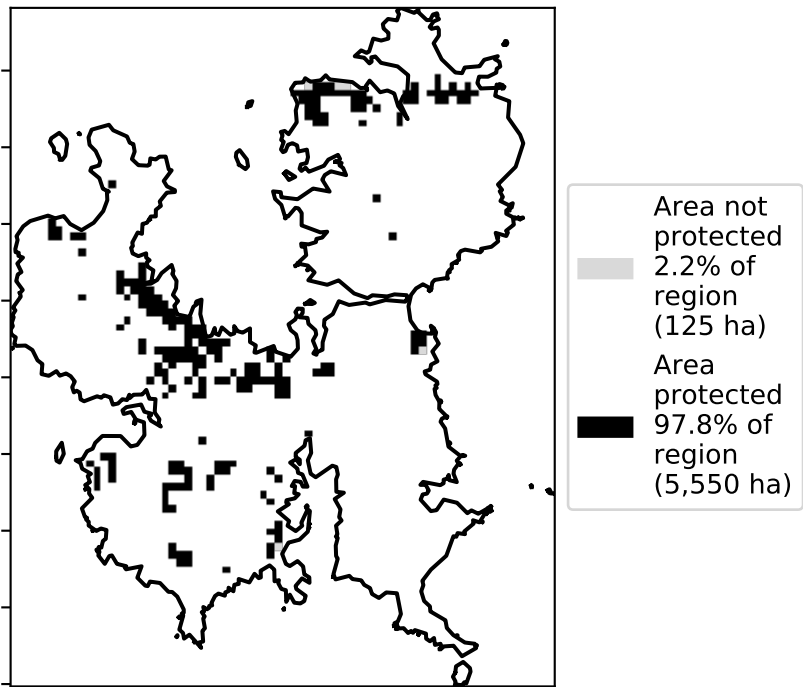 Area not
protected
2.2% of
region
(125 ha)
Area
protected
97.8% of
region
(5,550 ha)